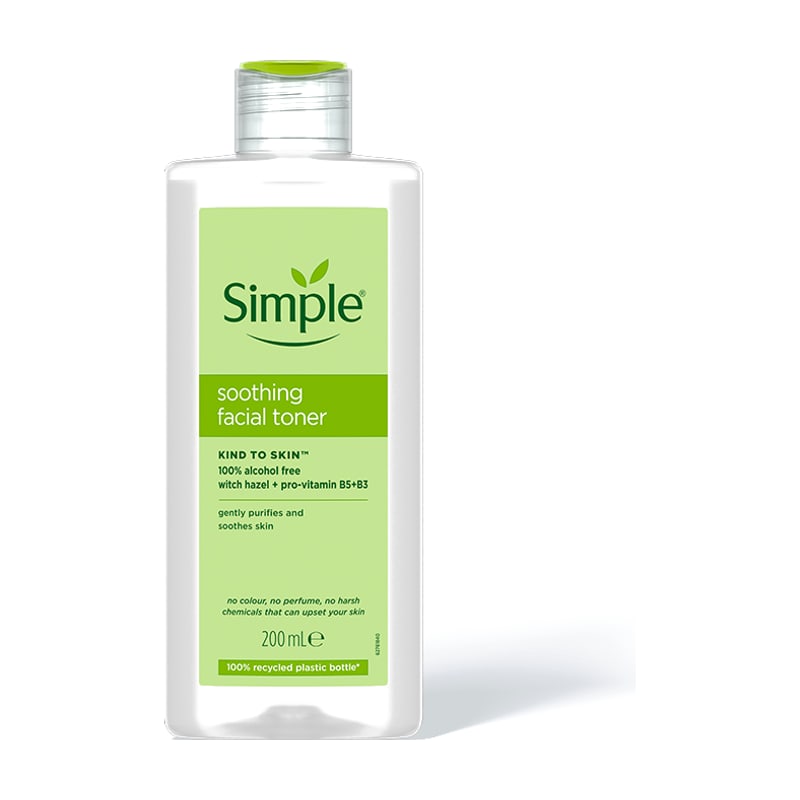 Simple®
soothing
facial toner
KIND TO SKIN™
100% alcohol free
witch hazel + pro-vitamin B5+B3
gently purifies and
soothes skin
no colour, no perfume, no harsh
chemicals that can upset your skin
200 mL℮
100% recycled plastic bottle*